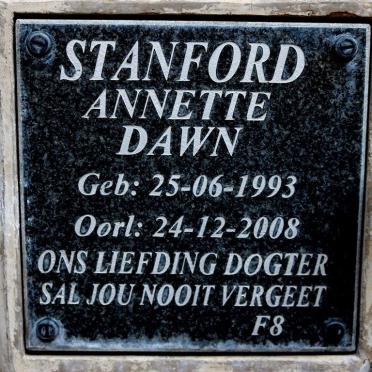 STANFORD
ANNETTE
DAWN
Geb: 25-06-1993
Oorl: 24-12-2008
ONS LIEFDING DOGTER
SAL JOU NOOIT VERGEET
F8